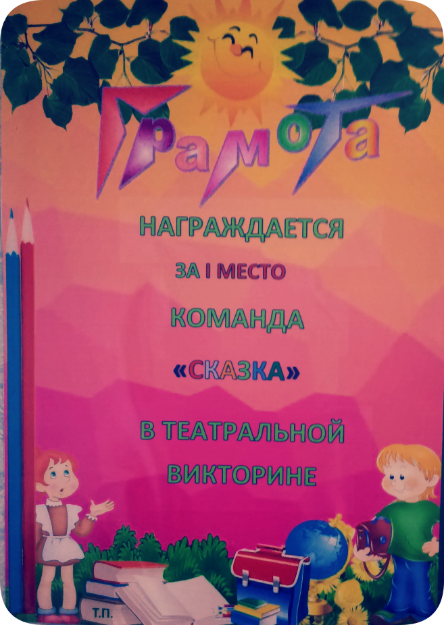 Грамота
НАГРАЖДАЕТСЯ
ЗА I МЕСТО
КОМАНДА
«СКАЗКА»
В ТЕАТРАЛЬНОЙ
ВИКТОРИНЕ
Т.П.